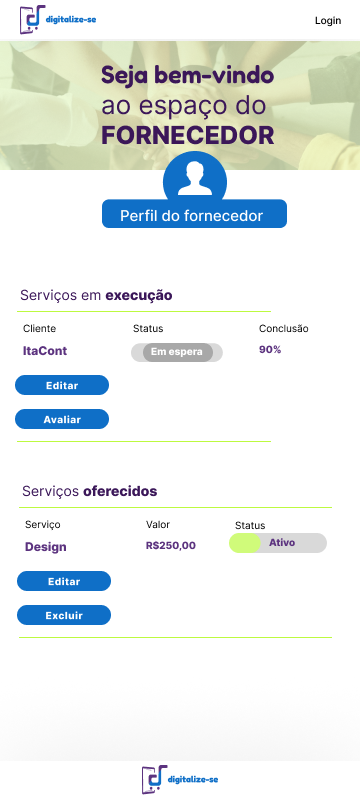 digitalize-se
Login
Seja bem-vindo
ao espaço do
FORNECEDOR
Perfil do fornecedor
Serviços em execução
Cliente Status Conclusão
ItaCont Em espera 90%
Editar
Avaliar
Serviços oferecidos
Serviço Valor Status
Design R$250,00 Ativo
Editar
Excluir
digitalize-se